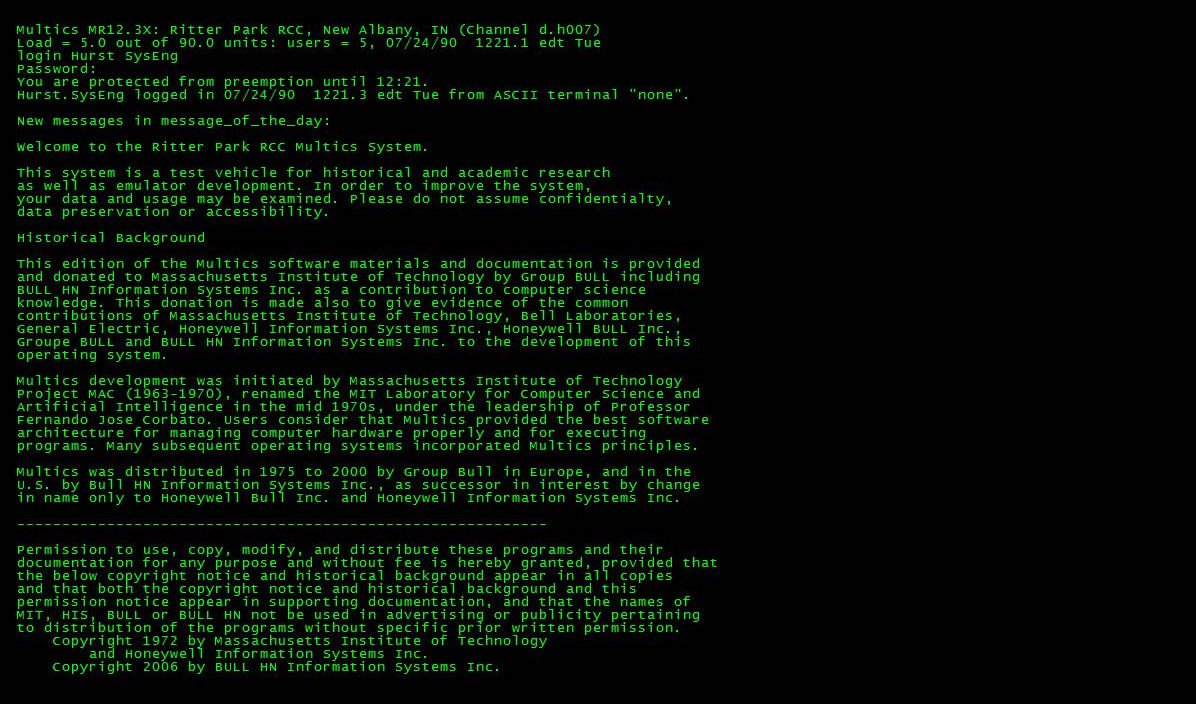 Multics MR12.3X: Ritter Park RCC, New Albany, IN (Channel d.h007)
Load = 5.0 out of 90.0 units: users = 5, 07/24/90  1221.1 edt Tue
login Hurst SysEng
Password:
You are protected from preemption until 12:21.
Hurst.SysEng logged in 07/24/90  1221.3 edt Tue from ASCII terminal "none".

New messages in message_of_the_day:

Welcome to the Ritter Park RCC Multics System.

This system is a test vehicle for historical and academic research
as well as emulator development. In order to improve the system,
your data and usage may be examined. Please do not assume confidentialty,
data preservation or accessibility.

Historical Background

This edition of the Multics software materials and documentation is provided
and donated to Massachusetts Institute of Technology by Group BULL including
BULL HN Information Systems Inc. as a contribution to computer science
knowledge. This donation is made also to give evidence of the common
contributions of Massachusetts Institute of Technology, Bell Laboratories,
General Electric, Honeywell Information Systems Inc., Honeywell BULL Inc.,
Groupe BULL and BULL HN Information Systems Inc. to the development of this
operating system.

Multics development was initiated by Massachusetts Institute of Technology
Project MAC (1963-1970), renamed the MIT Laboratory for Computer Science and
Artificial Intelligence in the mid 1970s, under the leadership of Professor
Fernando Jose Corbato. Users consider that Multics provided the best software
architecture for managing computer hardware properly and for executing
programs. Many subsequent operating systems incorporated Multics principles.

Multics was distributed in 1975 to 2000 by Group Bull in Europe, and in the
U.S. by Bull HN Information Systems Inc., as successor in interest by change
in name only to Honeywell Bull Inc. and Honeywell Information Systems Inc.

-----------------------------------------------------------

Permission to use, copy, modify, and distribute these programs and their
documentation for any purpose and without fee is hereby granted, provided that
the below copyright notice and historical background appear in all copies
and that both the copyright notice and historical background and this
permission notice appear in supporting documentation, and that the names of
MIT, HIS, BULL or BULL HN not be used in advertising or publicity pertaining
to distribution of the programs without specific prior written permission.
    Copyright 1972 by Massachusetts Institute of Technology
        and Honeywell Information Systems Inc.
    Copyright 2006 by BULL HN Information Systems Inc.